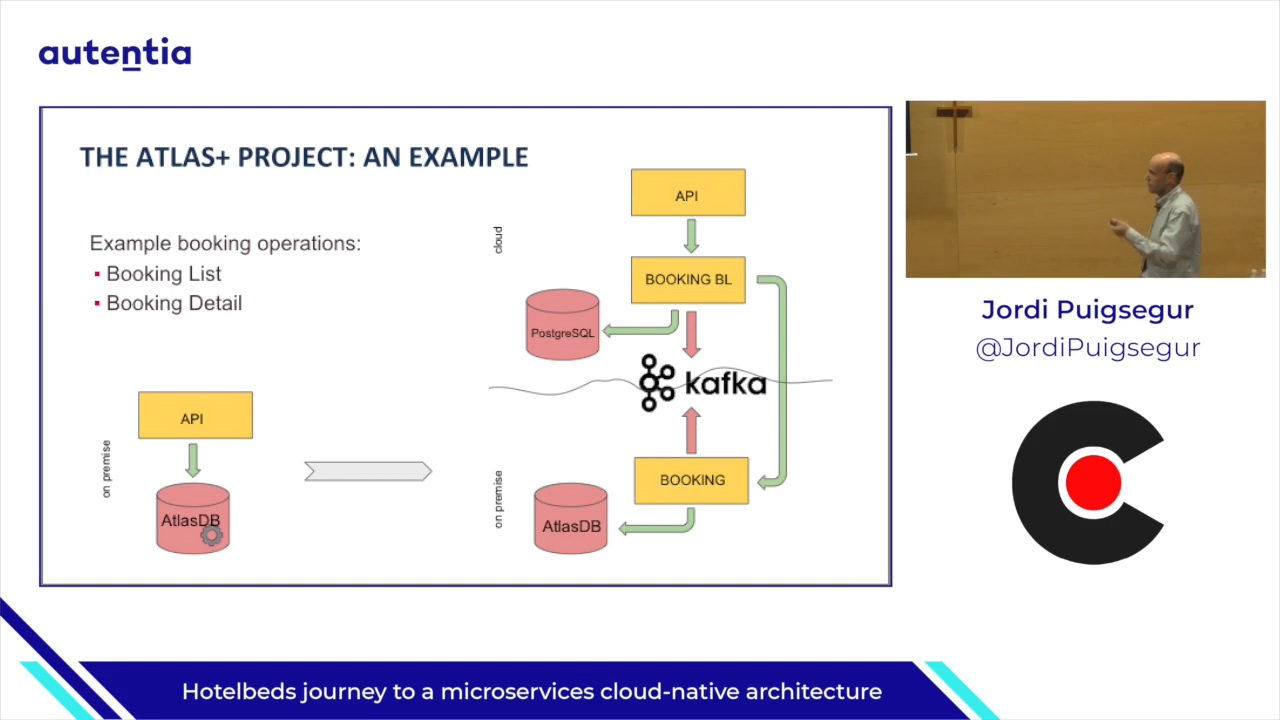 autentia
THE ATLAS+ PROJECT: AN EXAMPLE
Example booking operations:
▪ Booking List
▪ Booking Detail
on premise
API
AtlasDB
cloud
API
BOOKING BL
PostgreSQL
kafka
on premise
BOOKING
AtlasDB
Jordi Puigsegur
@JordiPuigsegur
Hotelbeds journey to a microservices cloud-native architecture